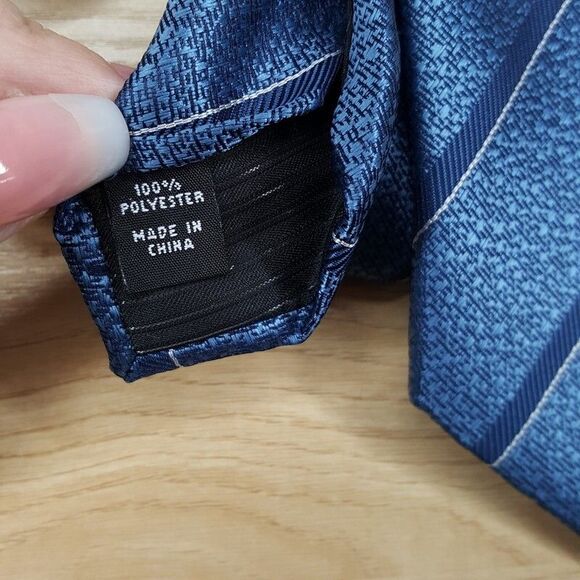 100%
POLYESTER
MADE IN
CHINA